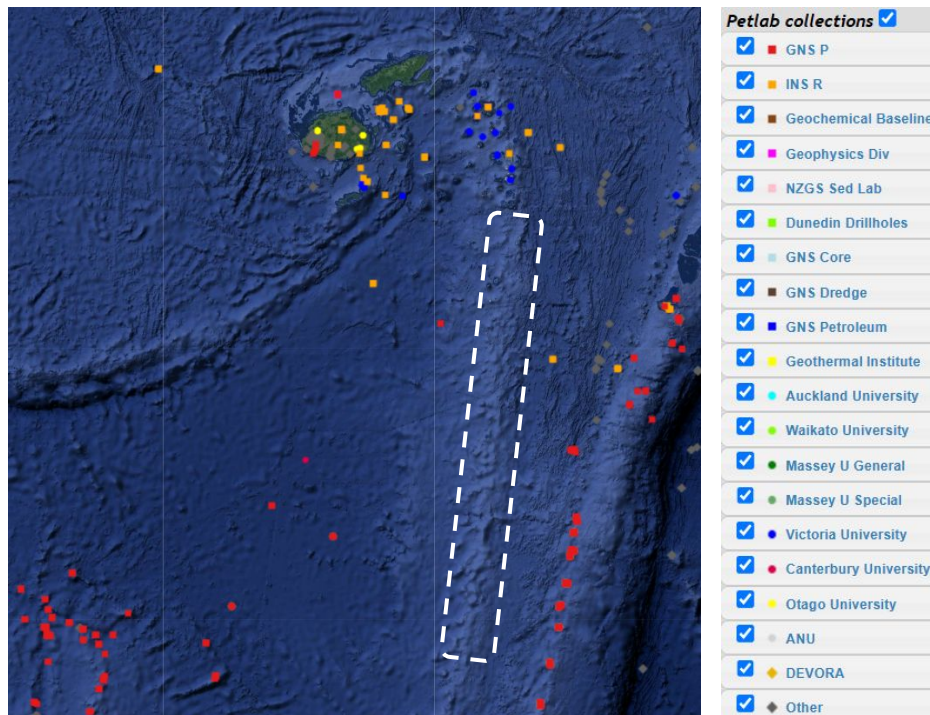 Petlab collections
GNS P
INS R
Geochemical Baseline
Geophysics Div
NZGS Sed Lab
Dunedin Drillholes
GNS Core
GNS Dredge
GNS Petroleum
Geothermal Institute
Auckland University
Waikato University
Massey U General
Massey U Special
Victoria University
Canterbury University
Otago University
ANU
DEVORA
Other